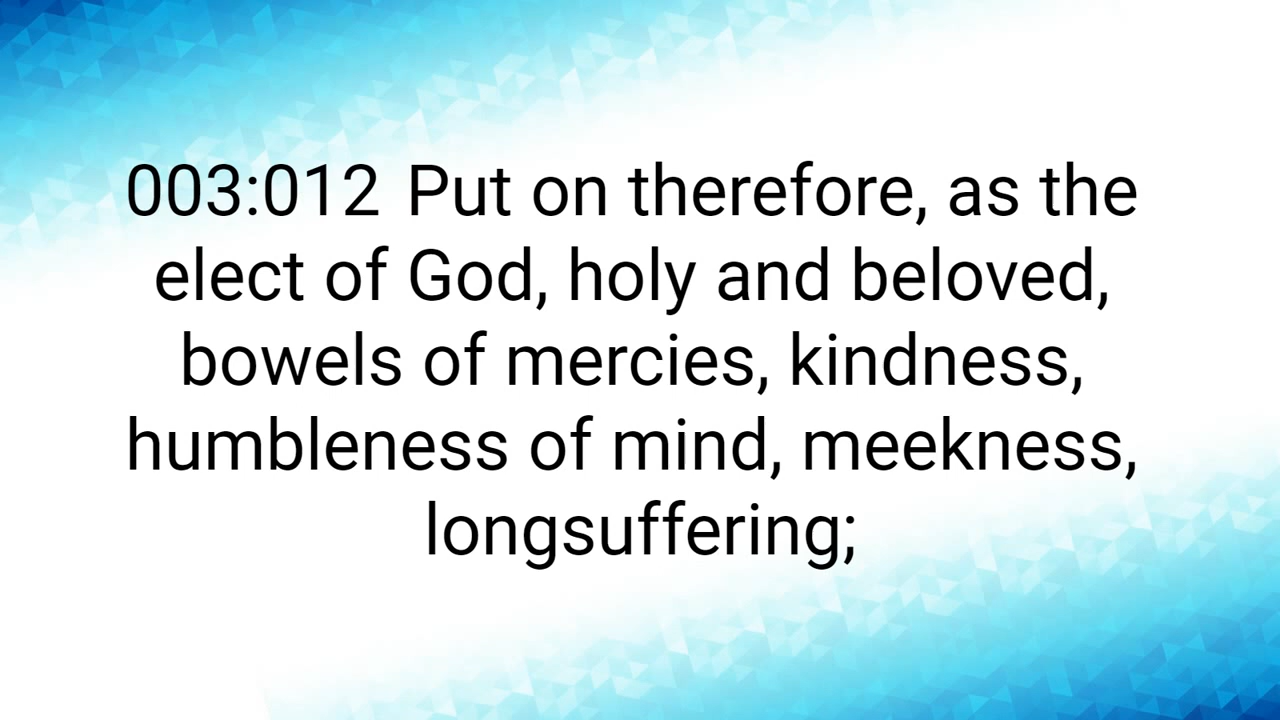 003:012 Put on therefore, as the
elect of God, holy and beloved,
bowels of mercies, kindness,
humbleness of mind, meekness,
longsuffering;